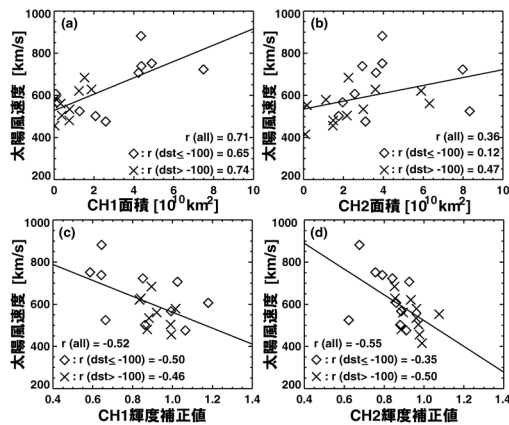 (a)
(b)
太陽風速度 [km/s]
1000
800
600
400
200
r (all) = 0.71
◇: r (dst≤ -100) = 0.65
×: r (dst> -100) = 0.74
0 2 4 6 8 10
CH1面積 [10¹⁰km²]
太陽風速度 [km/s]
1000
800
600
400
200
r (all) = 0.36
◇: r (dst≤ -100) = 0.12
×: r (dst> -100) = 0.47
0 2 4 6 8 10
CH2面積 [10¹⁰km²]
(c)
(d)
太陽風速度 [km/s]
1000
800
600
400
200
r (all) = -0.52
◇: r (dst≤ -100) = -0.50
×: r (dst> -100) = -0.46
0.4 0.6 0.8 1.0 1.2 1.4
CH1輝度補正値
太陽風速度 [km/s]
1000
800
600
400
200
r (all) = -0.55
◇: r (dst≤ -100) = -0.35
×: r (dst> -100) = -0.50
0.4 0.6 0.8 1.0 1.2 1.4
CH2輝度補正値